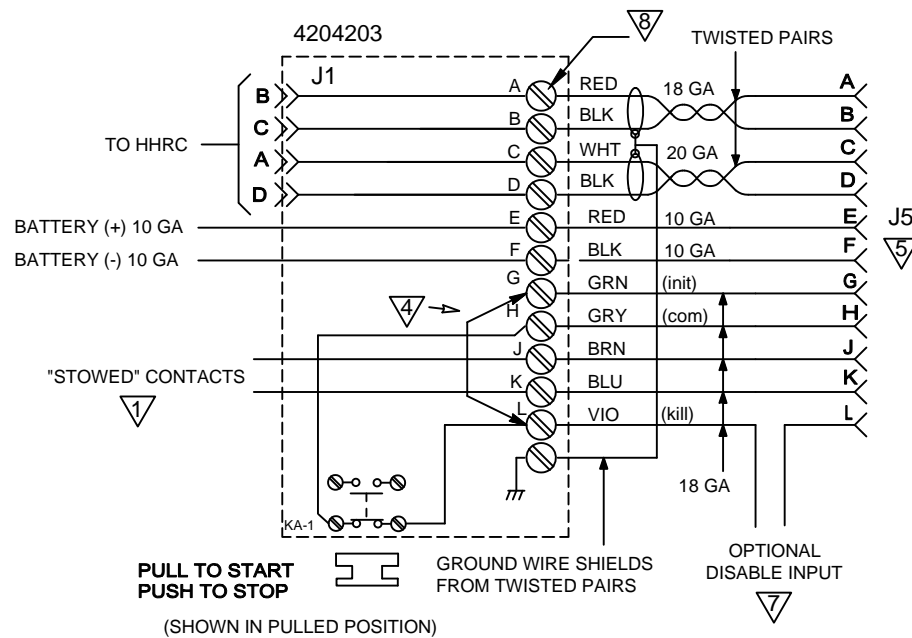 4204203
8
TWISTED PAIRS
J1
A RED 18 GA A
B
B BLK B
C
TO HHRC
C WHT 20 GA C
A
D BLK D
D
BATTERY (+) 10 GA E RED 10 GA E
J5
BATTERY (-) 10 GA F BLK 10 GA F
5
G GRN (init) G
4
H GRY (com) H
J BRN J
"STOWED" CONTACTS
K BLU K
1
L VIO (kill) L
18 GA
KA-1
PULL TO START
PUSH TO STOP
(SHOWN IN PULLED POSITION)
GROUND WIRE SHIELDS
FROM TWISTED PAIRS
OPTIONAL
DISABLE INPUT
7